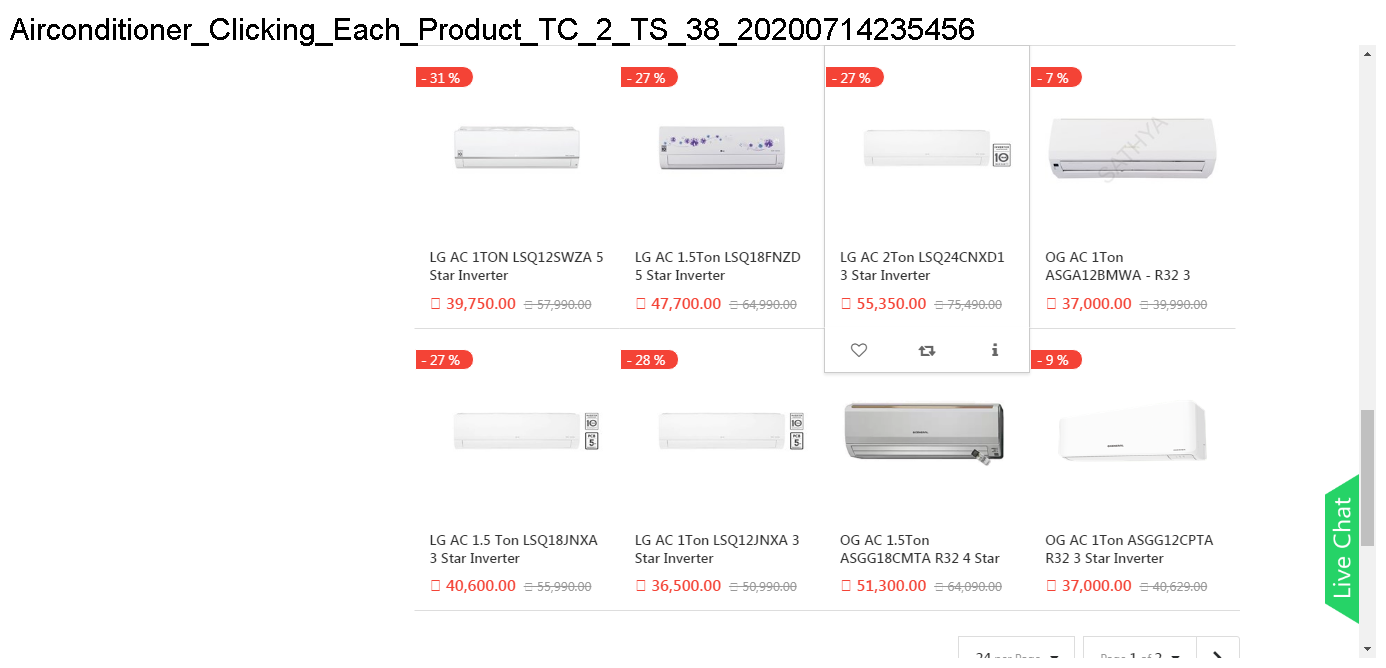 Airconditioner_Clicking_Each_Product_TC_2_TS_38_20200714235456
- 31 %
- 27 %
- 27 %
- 7 %
SATHYA
LG AC 1TON LSQ12SWZA 5
Star Inverter
39,750.00 57,990.00
LG AC 1.5Ton LSQ18FNZD
5 Star Inverter
47,700.00 64,990.00
LG AC 2Ton LSQ24CNXD1
3 Star Inverter
55,350.00 75,490.00
OG AC 1Ton
ASGA12BMWA - R32 3
37,000.00 39,990.00
- 27 %
- 28 %
- 9 %
LG AC 1.5 Ton LSQ18JNXA
3 Star Inverter
40,600.00 55,990.00
LG AC 1Ton LSQ12JNXA 3
Star Inverter
36,500.00 50,990.00
OG AC 1.5Ton
ASGG18CMTA R32 4 Star
51,300.00 64,090.00
OG AC 1Ton ASGG12CPTA
R32 3 Star Inverter
37,000.00 40,629.00
Live Chat
24 per Page
Page 1 of 2